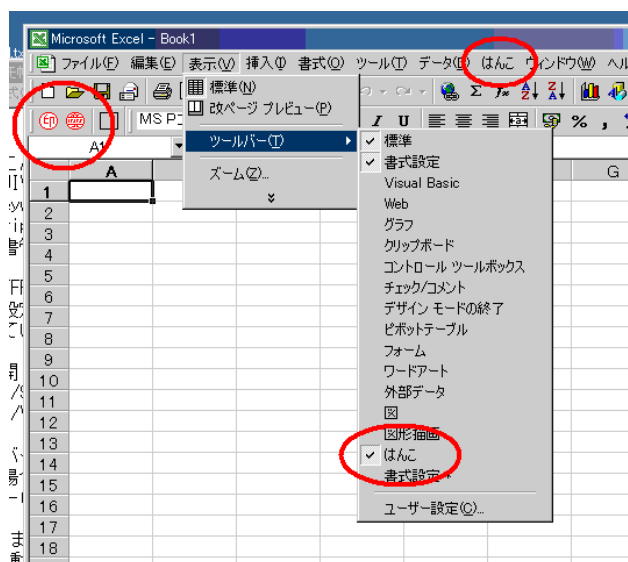 Microsoft Excel - Book1
ファイル(F) 編集(E) 表示(V) 挿入(I) 書式(O) ツール(T) データ(D) はんこ ウィンドウ(W) ヘル
標準(N)
改ページ プレビュー(P)
ツールバー(T)
ズーム(Z)...
印
MS P
I U % ,
A1
A G
標準
書式設定
Visual Basic
Web
グラフ
クリップボード
コントロール ツールボックス
チェック/コメント
デザイン モードの終了
ピボットテーブル
フォーム
ワードアート
外部データ
図
図形描画
はんこ
書式設定
ユーザー設定(C)...
1
2
3
4
5
6
7
8
9
10
11
12
13
14
15
16
17
18